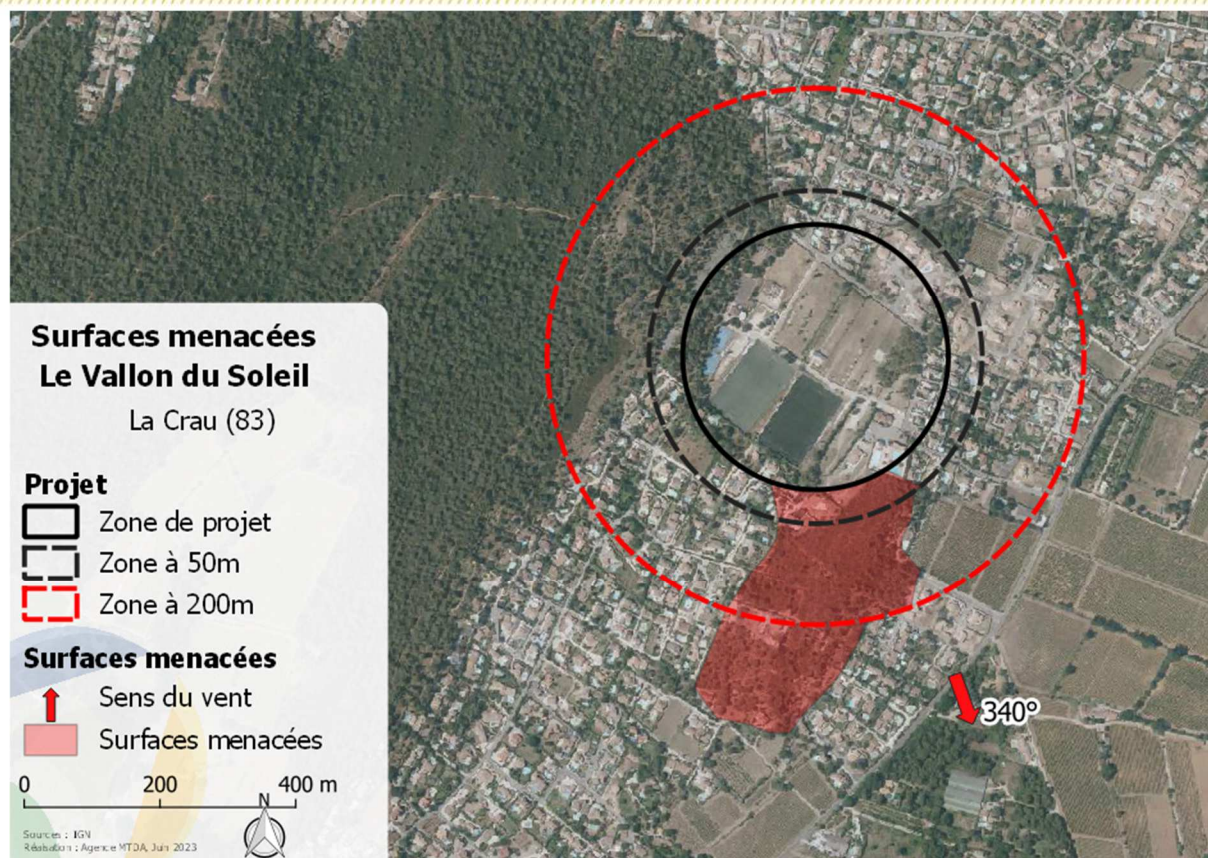 Surfaces menacées
Le Vallon du Soleil
La Crau (83)
Projet
Zone de projet
Zone à 50m
Zone à 200m
Surfaces menacées
Sens du vent
Surfaces menacées
0 200 400 m
N
Sources : IGN
Réalisation : Agence MTDA, Juin 2023
340°